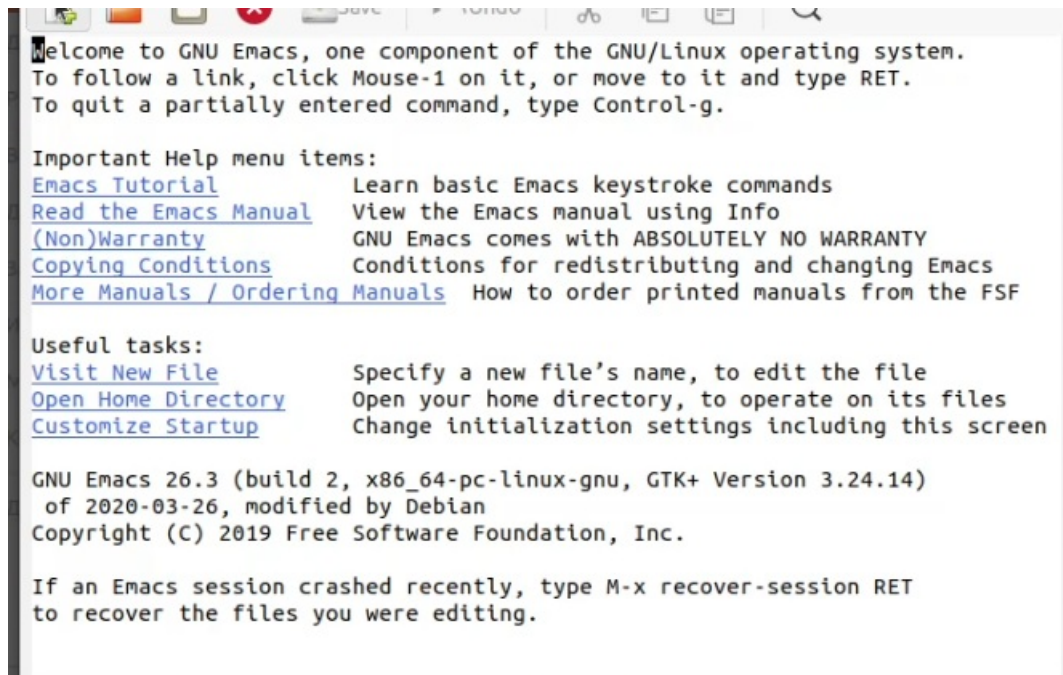 Save Undo
Welcome to GNU Emacs, one component of the GNU/Linux operating system.
To follow a link, click Mouse-1 on it, or move to it and type RET.
To quit a partially entered command, type Control-g.
Important Help menu items:
Emacs Tutorial Learn basic Emacs keystroke commands
Read the Emacs Manual View the Emacs manual using Info
(Non)Warranty GNU Emacs comes with ABSOLUTELY NO WARRANTY
Copying Conditions Conditions for redistributing and changing Emacs
More Manuals / Ordering Manuals How to order printed manuals from the FSF
Useful tasks:
Visit New File Specify a new file’s name, to edit the file
Open Home Directory Open your home directory, to operate on its files
Customize Startup Change initialization settings including this screen
GNU Emacs 26.3 (build 2, x86_64-pc-linux-gnu, GTK+ Version 3.24.14)
of 2020-03-26, modified by Debian
Copyright (C) 2019 Free Software Foundation, Inc.
If an Emacs session crashed recently, type M-x recover-session RET
to recover the files you were editing.